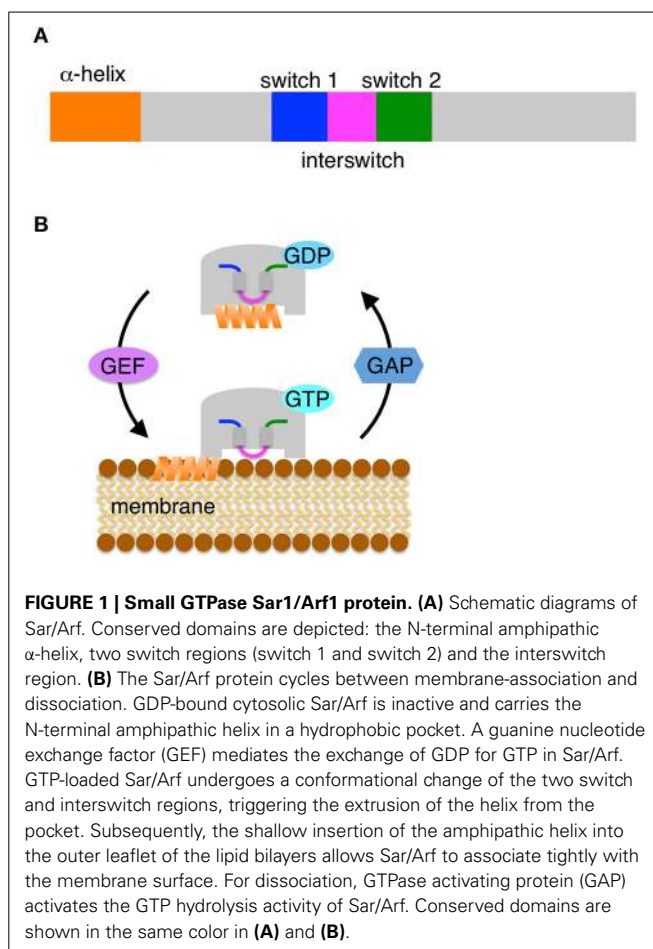 A
α-helix
switch 1 switch 2
interswitch
B
GDP
GEF
GAP
GTP
membrane
FIGURE 1 | Small GTPase Sar1/Arf1 protein. (A) Schematic diagrams of
Sar/Arf. Conserved domains are depicted: the N-terminal amphipathic
α-helix, two switch regions (switch 1 and switch 2) and the interswitch
region. (B) The Sar/Arf protein cycles between membrane-association and
dissociation. GDP-bound cytosolic Sar/Arf is inactive and carries the
N-terminal amphipathic helix in a hydrophobic pocket. A guanine nucleotide
exchange factor (GEF) mediates the exchange of GDP for GTP in Sar/Arf.
GTP-loaded Sar/Arf undergoes a conformational change of the two switch
and interswitch regions, triggering the extrusion of the helix from the
pocket. Subsequently, the shallow insertion of the amphipathic helix into
the outer leaflet of the lipid bilayers allows Sar/Arf to associate tightly with
the membrane surface. For dissociation, GTPase activating protein (GAP)
activates the GTP hydrolysis activity of Sar/Arf. Conserved domains are
shown in the same color in (A) and (B).